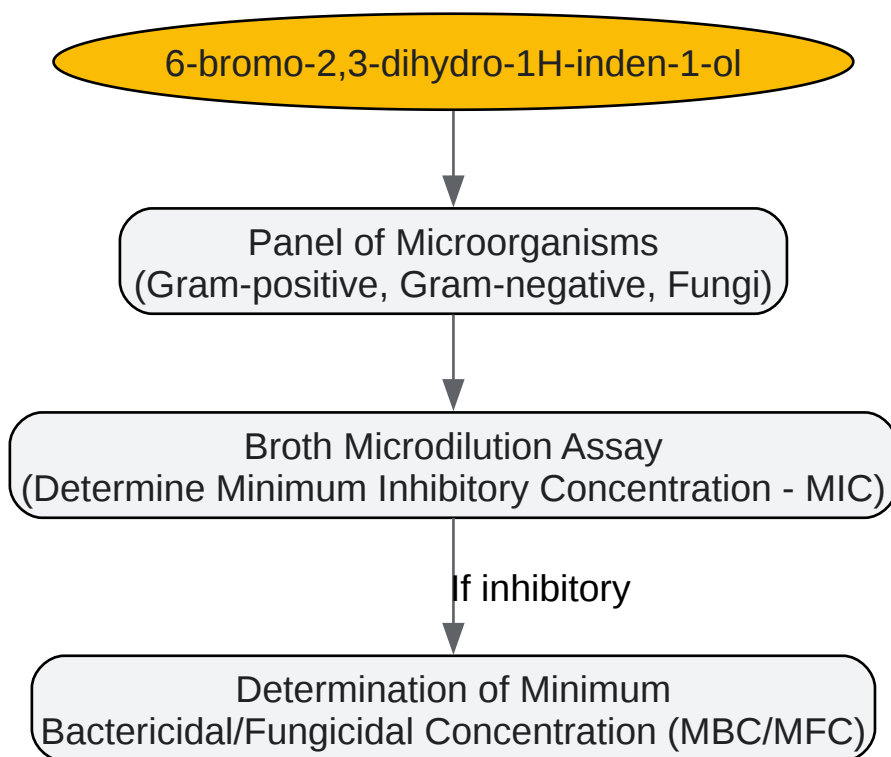 6-bromo-2,3-dihydro-1H-inden-1-ol
Panel of Microorganisms
(Gram-positive, Gram-negative, Fungi)
Broth Microdilution Assay
(Determine Minimum Inhibitory Concentration - MIC)
If inhibitory
Determination of Minimum
Bactericidal/Fungicidal Concentration (MBC/MFC)